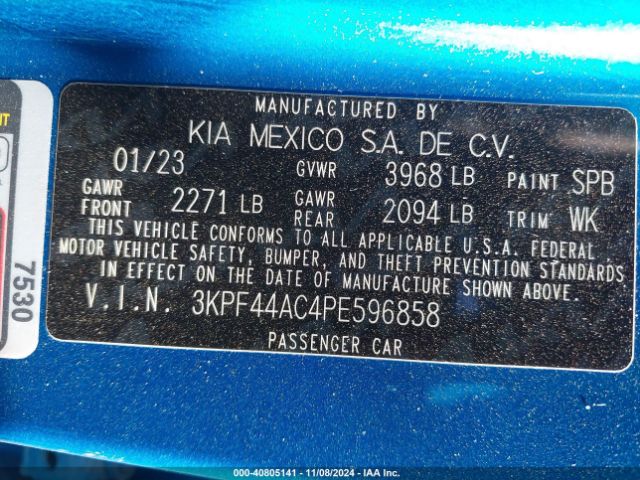 MANUFACTURED BY
KIA MEXICO S.A. DE C.V.
01/23 GVWR 3968 LB PAINT SPB
GAWR FRONT 2271 LB GAWR REAR 2094 LB TRIM WK
THIS VEHICLE CONFORMS TO ALL APPLICABLE U.S.A. FEDERAL
MOTOR VEHICLE SAFETY, BUMPER, AND THEFT PREVENTION STANDARDS
IN EFFECT ON THE DATE OF MANUFACTURE SHOWN ABOVE.
V.I.N. 3KPF44AC4PE596858
PASSENGER CAR
7530
000-40805141 - 11/08/2024 - IAA Inc.